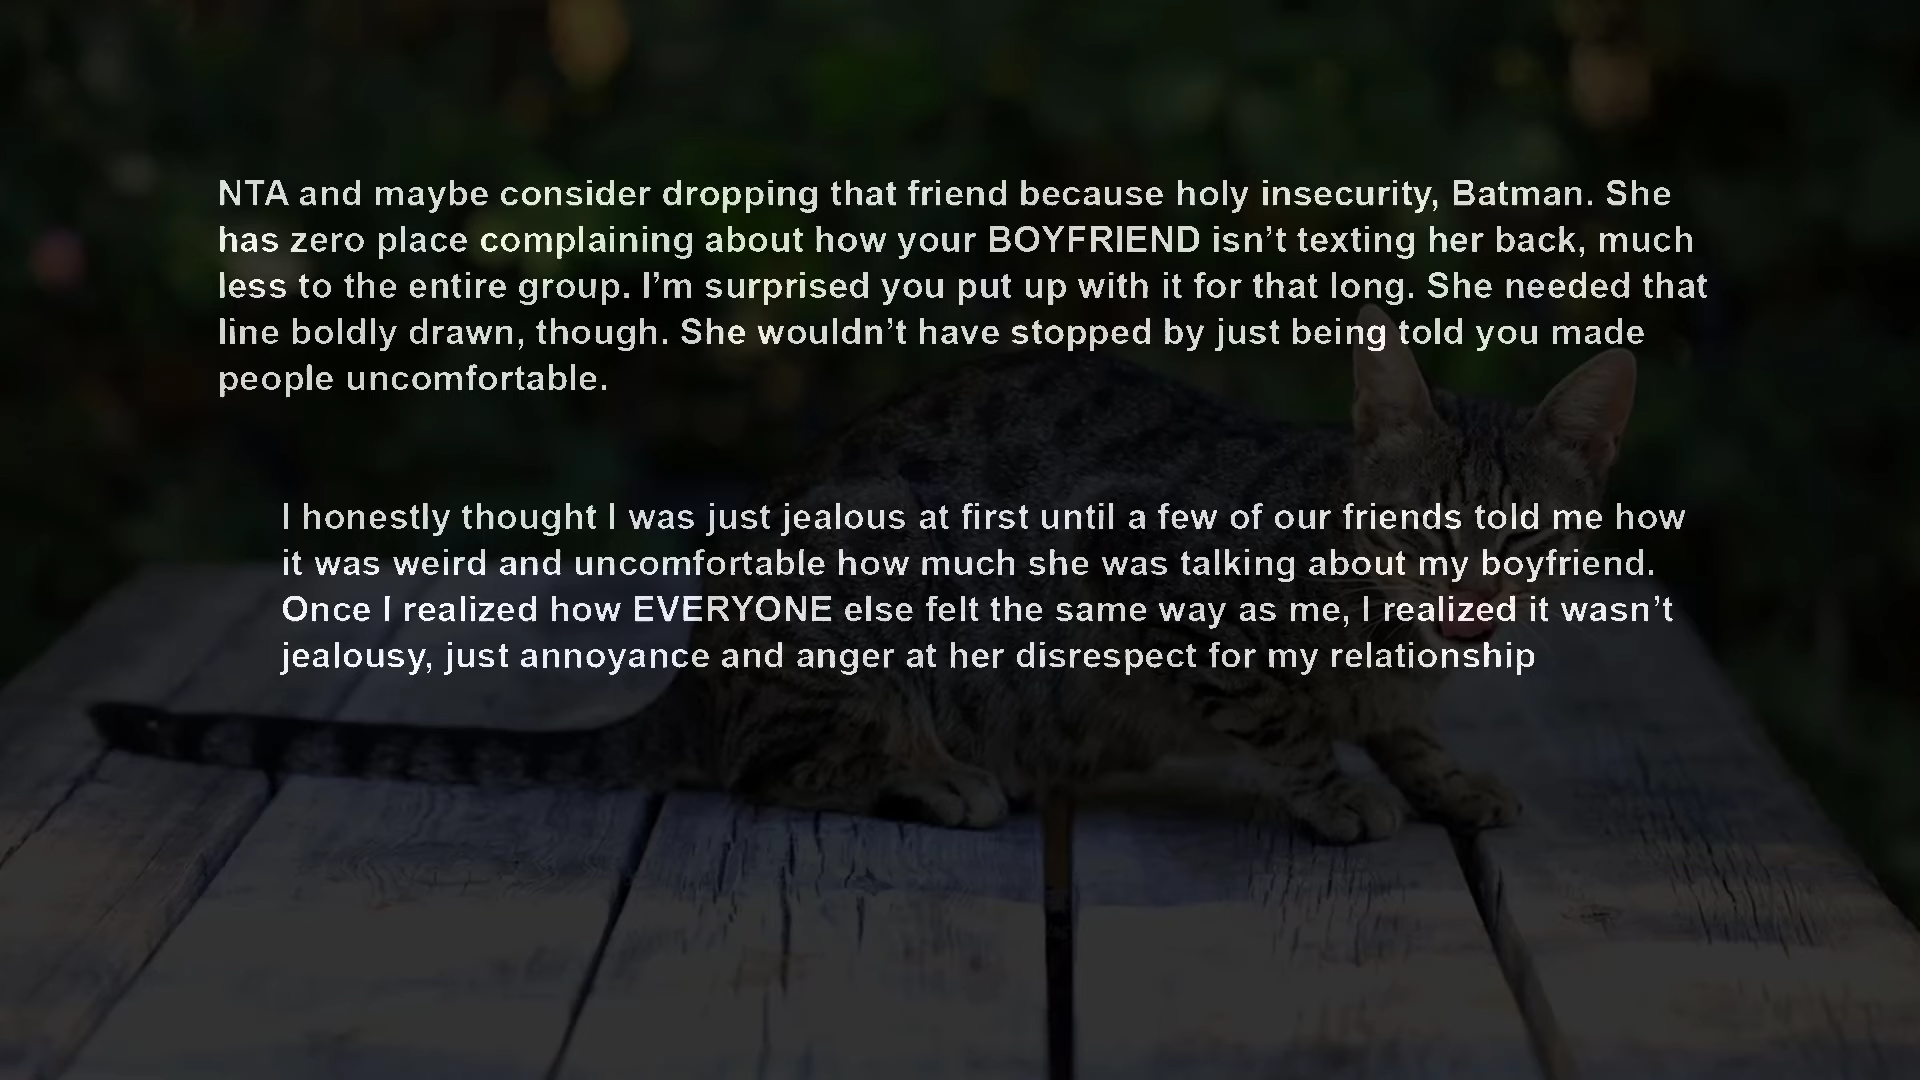 NTA and maybe consider dropping that friend because holy insecurity, Batman. She
has zero place complaining about how your BOYFRIEND isn’t texting her back, much
less to the entire group. I’m surprised you put up with it for that long. She needed that
line boldly drawn, though. She wouldn’t have stopped by just being told you made
people uncomfortable.
I honestly thought I was just jealous at first until a few of our friends told me how
it was weird and uncomfortable how much she was talking about my boyfriend.
Once I realized how EVERYONE else felt the same way as me, I realized it wasn’t
jealousy, just annoyance and anger at her disrespect for my relationship